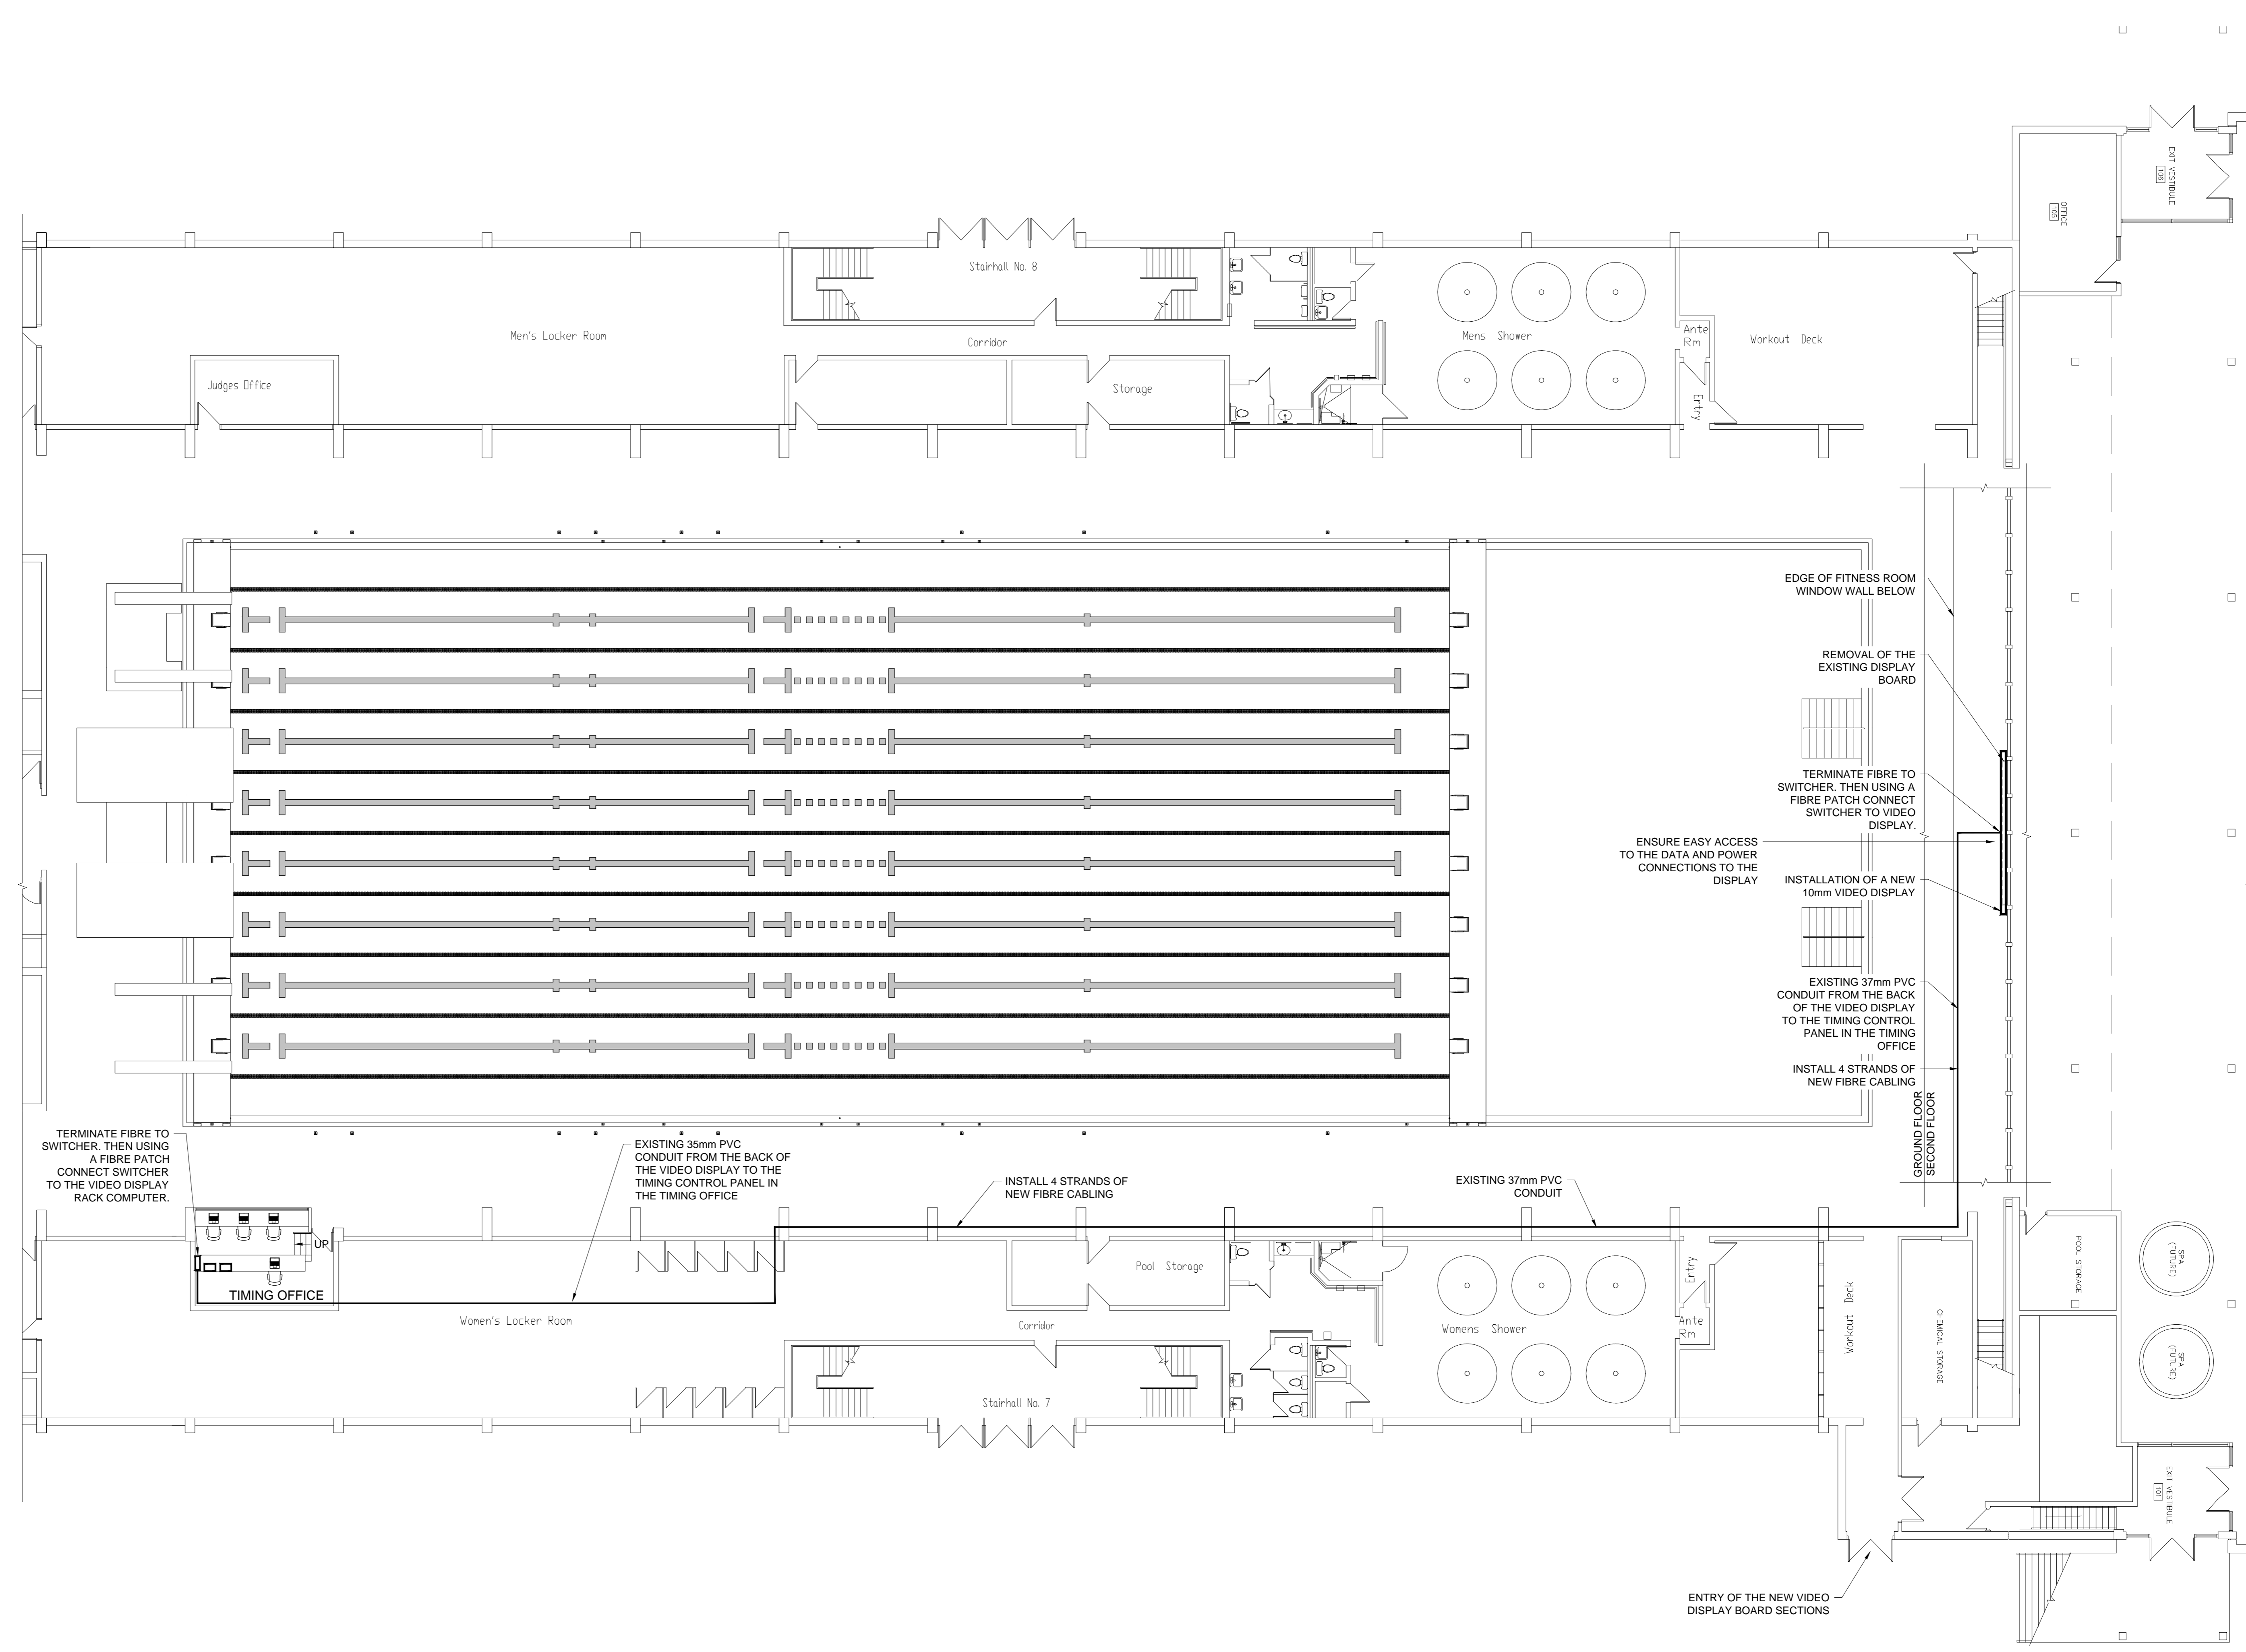 EXIT VESTIBULE
106
OFFICE
105
Stairhall No. 8
Men's Locker Room
Corridor
Mens Shower
Ante
Rm
Workout Deck
Judges Office
Storage
Entry
EDGE OF FITNESS ROOM
WINDOW WALL BELOW
REMOVAL OF THE
EXISTING DISPLAY
BOARD
TERMINATE FIBRE TO
SWITCHER. THEN USING A
FIBRE PATCH CONNECT
SWITCHER TO VIDEO
DISPLAY.
ENSURE EASY ACCESS
TO THE DATA AND POWER
CONNECTIONS TO THE
DISPLAY
INSTALLATION OF A NEW
10mm VIDEO DISPLAY
EXISTING 37mm PVC
CONDUIT FROM THE BACK
OF THE VIDEO DISPLAY
TO THE TIMING CONTROL
PANEL IN THE TIMING
OFFICE
INSTALL 4 STRANDS OF
NEW FIBRE CABLING
GROUND FLOOR
SECOND FLOOR
TERMINATE FIBRE TO
SWITCHER. THEN USING
A FIBRE PATCH
CONNECT SWITCHER
TO THE VIDEO DISPLAY
RACK COMPUTER.
EXISTING 35mm PVC
CONDUIT FROM THE BACK OF
THE VIDEO DISPLAY TO THE
TIMING CONTROL PANEL IN
THE TIMING OFFICE
INSTALL 4 STRANDS OF
NEW FIBRE CABLING
EXISTING 37mm PVC
CONDUIT
UP
TIMING OFFICE
Women's Locker Room
Pool Storage
Corridor
Entry
Womens Shower
Ante
Rm
Workout Deck
CHEMICAL STORAGE
POOL STORAGE
SPA
(FUTURE)
SPA
(FUTURE)
Stairhall No. 7
EXIT VESTIBULE
101
ENTRY OF THE NEW VIDEO
DISPLAY BOARD SECTIONS